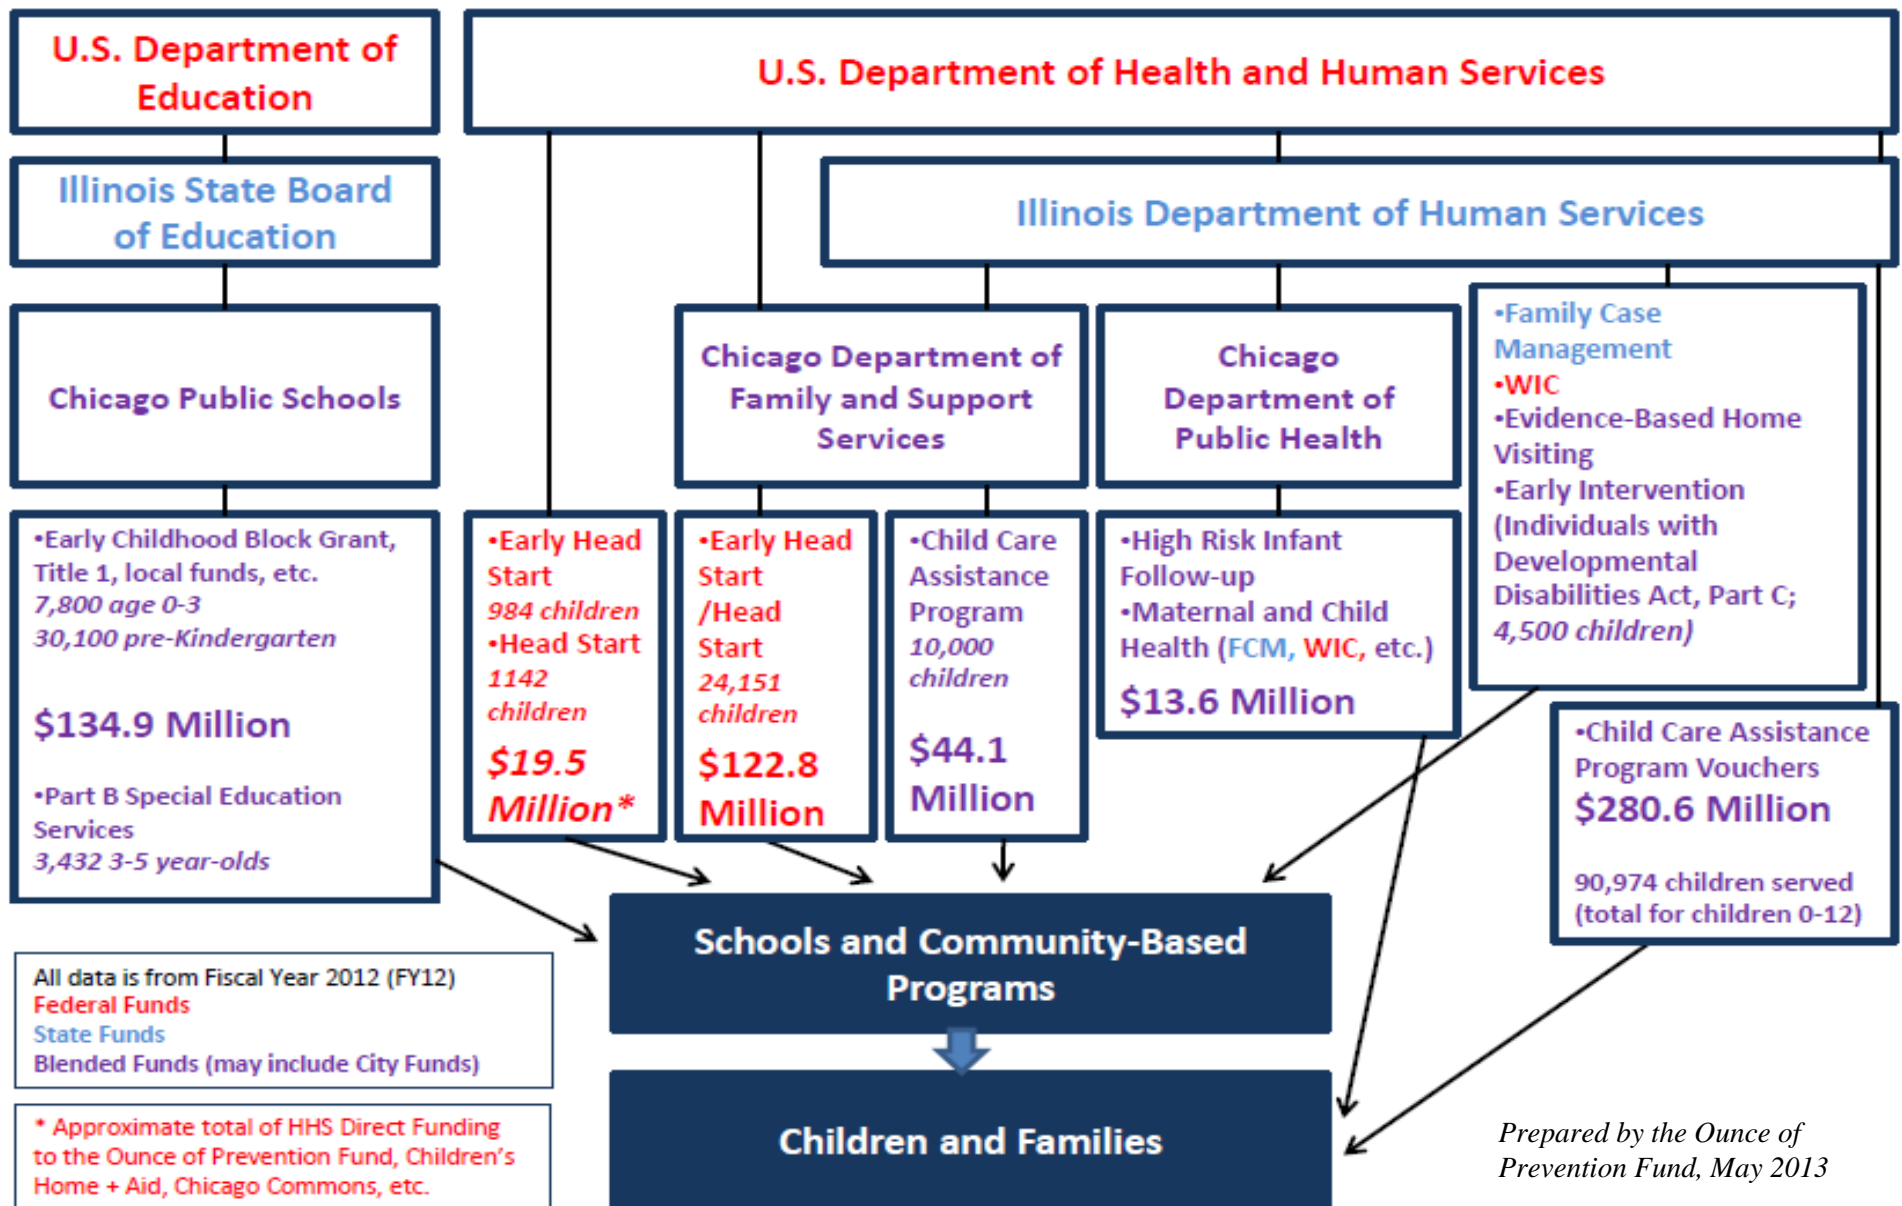 U.S. Department of
Education
U.S. Department of Health and Human Services
Illinois State Board
of Education
Illinois Department of Human Services
Chicago Public Schools
Chicago Department of
Family and Support
Services
Chicago
Department of
Public Health
•Family Case
Management
•WIC
•Evidence-Based Home
Visiting
•Early Intervention
(Individuals with
Developmental
Disabilities Act, Part C;
4,500 children)
•Early Childhood Block Grant,
Title 1, local funds, etc.
7,800 age 0-3
30,100 pre-Kindergarten
$134.9 Million
•Part B Special Education
Services
3,432 3-5 year-olds
•Early Head
Start
984 children
•Head Start
1142
children
$19.5
Million*
•Early Head
Start
/Head
Start
24,151
children
$122.8
Million
•Child Care
Assistance
Program
10,000
children
$44.1
Million
•High Risk Infant
Follow-up
•Maternal and Child
Health (FCM, WIC, etc.)
$13.6 Million
•Child Care Assistance
Program Vouchers
$280.6 Million
90,974 children served
(total for children 0-12)
Schools and Community-Based
Programs
Children and Families
All data is from Fiscal Year 2012 (FY12)
Federal Funds
State Funds
Blended Funds (may include City Funds)
* Approximate total of HHS Direct Funding
to the Ounce of Prevention Fund, Children's
Home + Aid, Chicago Commons, etc.
Prepared by the Ounce of
Prevention Fund, May 2013